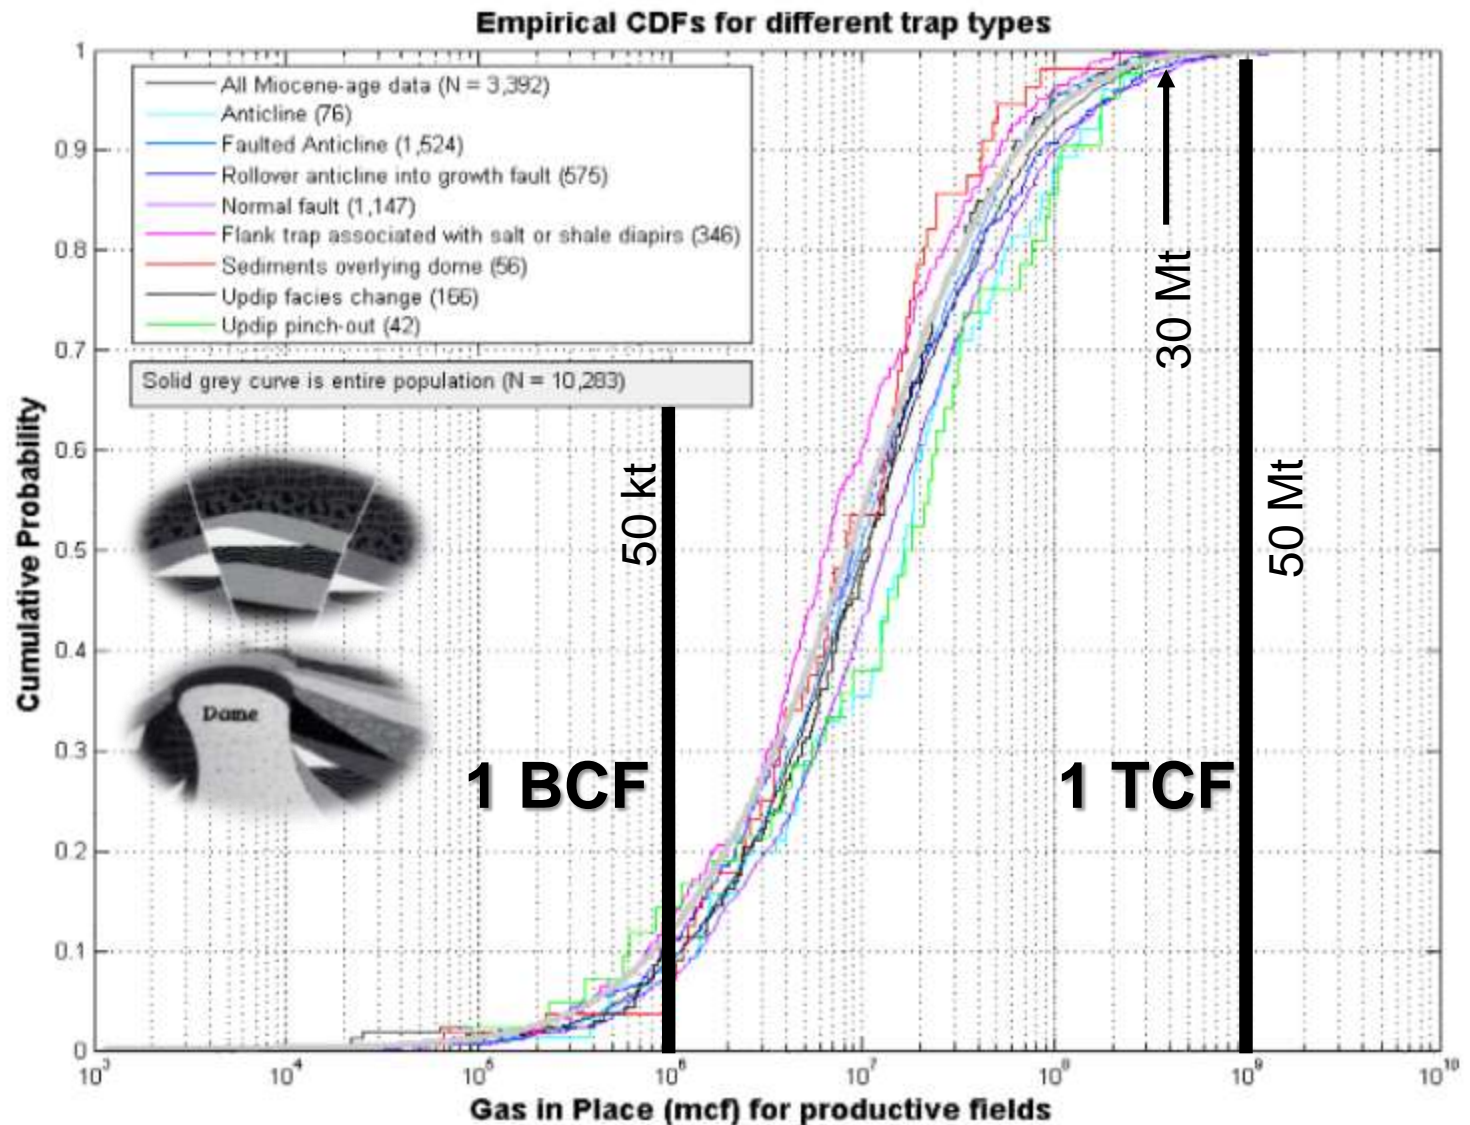 Empirical CDFs for different trap types
All Miocene-age data (N = 3,392)
Anticline (76)
Faulted Anticline (1,524)
Rollover anticline into growth fault (575)
Normal fault (1,147)
Flank trap associated with salt or shale diapirs (346)
Sediments overlying dome (56)
Updip facies change (166)
Updip pinch-out (42)
Solid grey curve is entire population (N = 10,283)
Cumulative Probability
1
0.9
0.8
0.7
0.6
0.5
0.4
0.3
0.2
0.1
0
50 kt
30 Mt
50 Mt
Dome
1 BCF
1 TCF
10³ 10⁴ 10⁵ 10⁶ 10⁷ 10⁸ 10⁹ 10¹⁰
Gas in Place (mcf) for productive fields